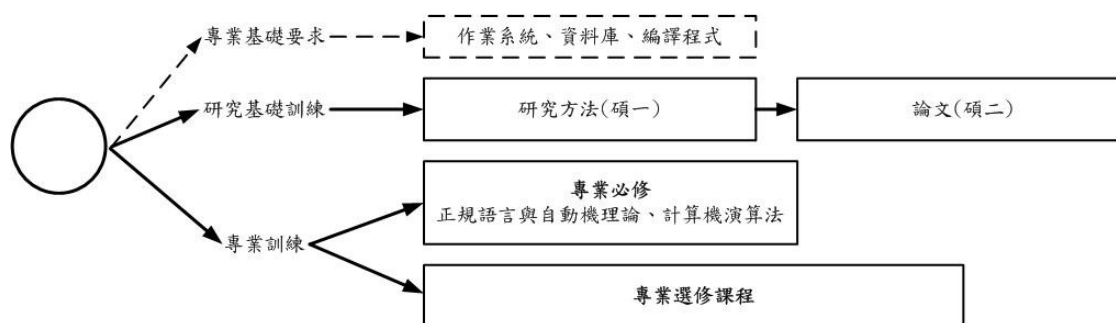 專業基礎要求
作業系統、資料庫、編譯程式
研究基礎訓練
研究方法(碩一)
論文(碩二)
專業必修
正規語言與自動機理論、計算機演算法
專業訓練
專業選修課程